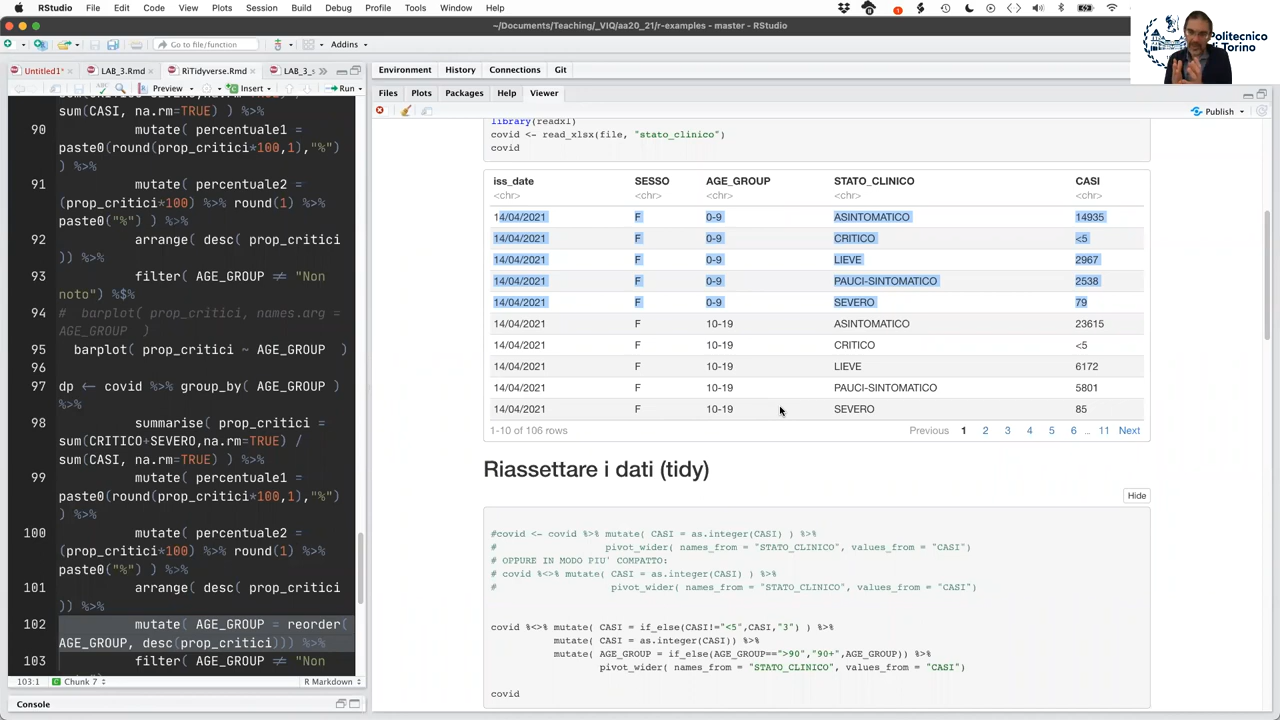 RStudio File Edit Code View Plots Session Build Debug Profile Tools Window Help
~/Documents/Teaching/_VIQ/aa20_21/r-examples - master - RStudio
Politecnico
di Torino
Go to file/function Addins
Untitled1* LAB_3.Rmd RiTidyverse.Rmd LAB_3_s
Preview Insert Run
sum(CASI, na.rm=TRUE) ) %>%
90 mutate( percentuale1 =
paste0(round(prop_critici*100,1),"%")
) %>%
91 mutate( percentuale2 =
(prop_critici*100) %>% round(1) %>%
paste0("%") ) %>%
92 arrange( desc( prop_critici
)) %>%
93 filter( AGE_GROUP != "Non
noto") %$%
94 # barplot( prop_critici, names.arg =
AGE_GROUP )
95 barplot( prop_critici ~ AGE_GROUP )
96
97 dp <- covid %>% group_by( AGE_GROUP )
%>%
98 summarise( prop_critici =
sum(CRITICO+SEVERO,na.rm=TRUE) /
sum(CASI, na.rm=TRUE) ) %>%
99 mutate( percentuale1 =
paste0(round(prop_critici*100,1),"%")
) %>%
100 mutate( percentuale2 =
(prop_critici*100) %>% round(1) %>%
paste0("%") ) %>%
101 arrange( desc( prop_critici
)) %>%
102 mutate( AGE_GROUP = reorder(
AGE_GROUP, desc(prop_critici))) %>%
103 filter( AGE_GROUP != "Non
103:1 Chunk 7 R Markdown
Console
Environment History Connections Git
Files Plots Packages Help Viewer
Publish
library(readxl)
covid <- read_xlsx(file, "stato_clinico")
covid
iss_date SESSO AGE_GROUP STATO_CLINICO CASI
<chr> <chr> <chr> <chr> <chr>
14/04/2021 F 0-9 ASINTOMATICO 14935
14/04/2021 F 0-9 CRITICO <5
14/04/2021 F 0-9 LIEVE 2967
14/04/2021 F 0-9 PAUCI-SINTOMATICO 2538
14/04/2021 F 0-9 SEVERO 79
14/04/2021 F 10-19 ASINTOMATICO 23615
14/04/2021 F 10-19 CRITICO <5
14/04/2021 F 10-19 LIEVE 6172
14/04/2021 F 10-19 PAUCI-SINTOMATICO 5801
14/04/2021 F 10-19 SEVERO 85
1-10 of 106 rows Previous 1 2 3 4 5 6 ... 11 Next
Riassettare i dati (tidy)
Hide
#covid <- covid %>% mutate( CASI = as.integer(CASI) ) %>%
# pivot_wider( names_from = "STATO_CLINICO", values_from = "CASI")
# OPPURE IN MODO PIU' COMPATTO:
# covid %<>% mutate( CASI = as.integer(CASI) ) %>%
# pivot_wider( names_from = "STATO_CLINICO", values_from = "CASI")
covid %<>% mutate( CASI = if_else(CASI!="<5",CASI,"3") ) %>%
mutate( CASI = as.integer(CASI)) %>%
mutate( AGE_GROUP = if_else(AGE_GROUP==">90","90+",AGE_GROUP)) %>%
pivot_wider( names_from = "STATO_CLINICO", values_from = "CASI")
covid